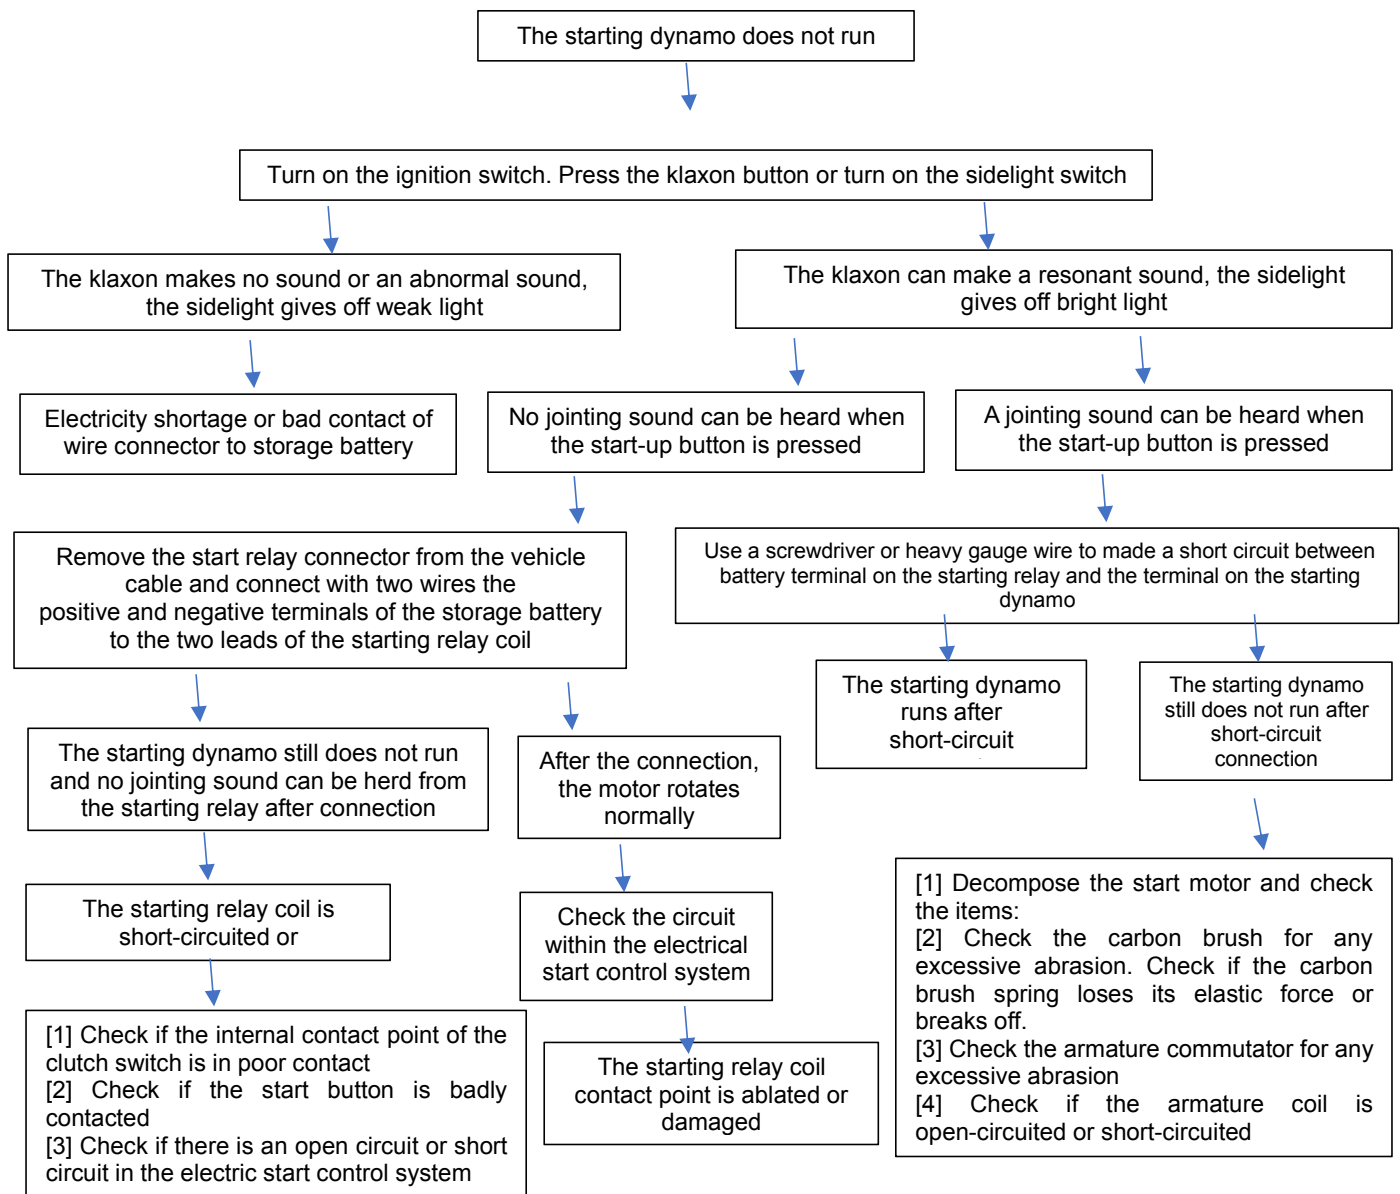 The starting dynamo does not run
Turn on the ignition switch. Press the klaxon button or turn on the sidelight switch
The klaxon makes no sound or an abnormal sound,
the sidelight gives off weak light
The klaxon can make a resonant sound, the sidelight
gives off bright light
Electricity shortage or bad contact of
wire connector to storage battery
No jointing sound can be heard when
the start-up button is pressed
A jointing sound can be heard when
the start-up button is pressed
Remove the start relay connector from the vehicle
cable and connect with two wires the
positive and negative terminals of the storage battery
to the two leads of the starting relay coil
Use a screwdriver or heavy gauge wire to made a short circuit between
battery terminal on the starting relay and the terminal on the starting
dynamo
The starting dynamo
runs after
short-circuit
The starting dynamo
still does not run after
short-circuit
connection
The starting dynamo still does not run
and no jointing sound can be herd from
the starting relay after connection
After the connection,
the motor rotates
normally
The starting relay coil is
short-circuited or
Check the circuit
within the electrical
start control system
[1] Decompose the start motor and check
the items:
[2] Check the carbon brush for any
excessive abrasion. Check if the carbon
brush spring loses its elastic force or
breaks off.
[3] Check the armature commutator for any
excessive abrasion
[4] Check if the armature coil is
open-circuited or short-circuited
[1] Check if the internal contact point of the
clutch switch is in poor contact
[2] Check if the start button is badly
contacted
[3] Check if there is an open circuit or short
circuit in the electric start control system
The starting relay coil
contact point is ablated or
damaged